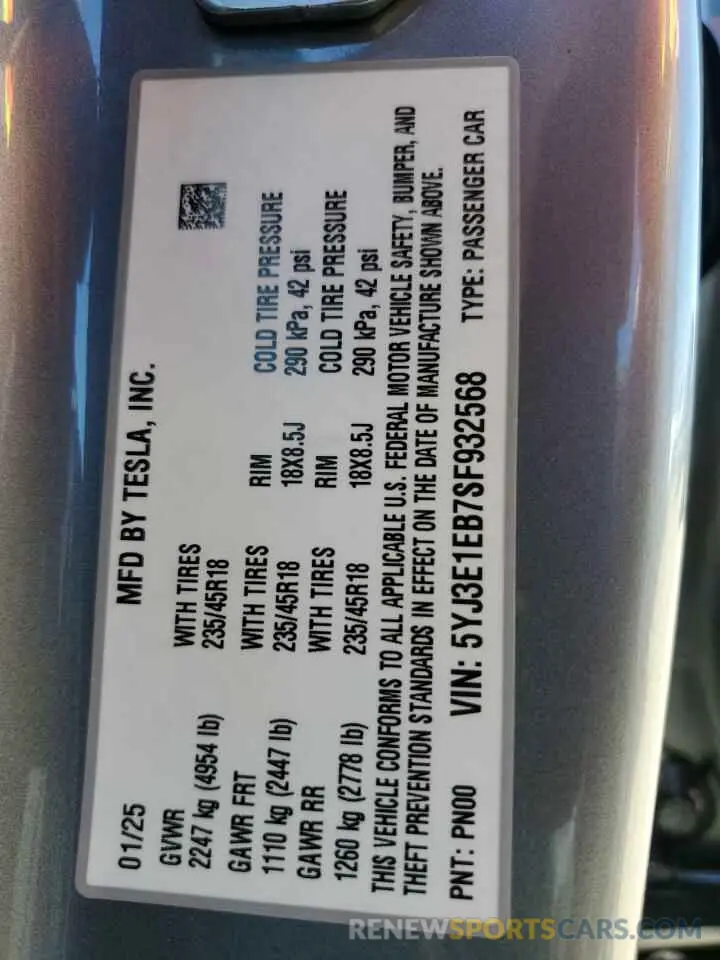 01/25 MFD BY TESLA, INC.
GVWR WITH TIRES
2247 kg (4954 lb) 235/45R18
GAWR FRT WITH TIRES RIM COLD TIRE PRESSURE
1110 kg (2447 lb) 235/45R18 18X8.5J 290 kPa, 42 psi
GAWR RR WITH TIRES RIM COLD TIRE PRESSURE
1260 kg (2778 lb) 235/45R18 18X8.5J 290 kPa, 42 psi
THIS VEHICLE CONFORMS TO ALL APPLICABLE U.S. FEDERAL MOTOR VEHICLE SAFETY, BUMPER, AND
THEFT PREVENTION STANDARDS IN EFFECT ON THE DATE OF MANUFACTURE SHOWN ABOVE.
PNT: PN00 VIN: 5YJ3E1EB7SF932568 TYPE: PASSENGER CAR
RENEWSPORTSCARS.COM